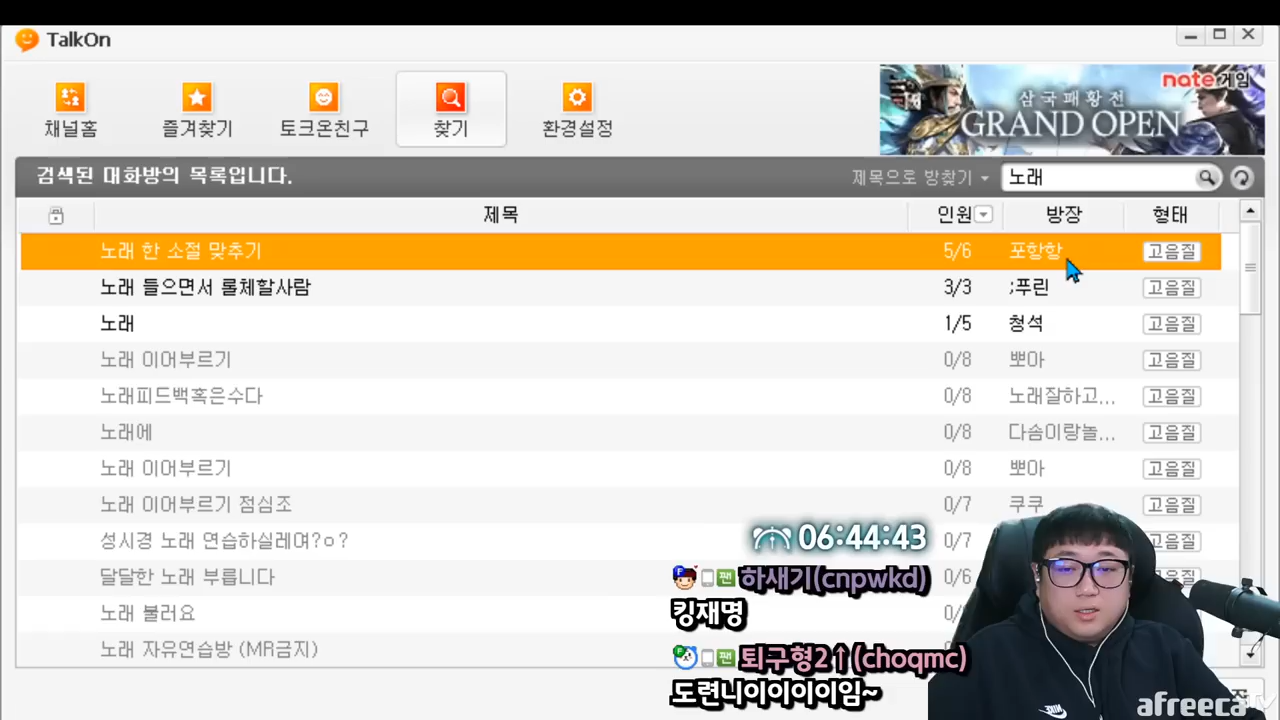 TalkOn
채널홈
즐겨찾기
토크온친구
찾기
환경설정
nate게임
삼국패황전
GRAND OPEN
검색된 대화방의 목록입니다.
제목으로 방찾기
노래
제목
인원
방장
형태
노래 한 소절 맞추기 5/6 포항항 고음질
노래 들으면서 롤체할사람 3/3 ;푸린 고음질
노래 1/5 청석 고음질
노래 이어부르기 0/8 뽀아 고음질
노래피드백혹은수다 0/8 노래잘하고... 고음질
노래에 0/8 다솜이랑놀... 고음질
노래 이어부르기 0/8 뽀아 고음질
노래 이어부르기 점심조 0/7 쿠쿠 고음질
성시경 노래 연습하실레며?ㅇ? 0/7 고음질
달달한 노래 부릅니다 0/6
노래 불러요
노래 자유연습방 (MR금지)
06:44:43
팬 하새기(cnpwkd)
킹재명
팬 퇴구형2↑(choqmc)
도련니이이이이임~
afreecaTV